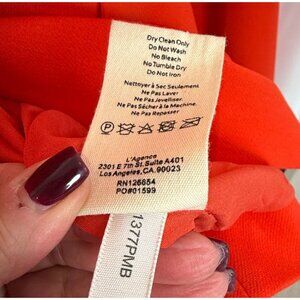 Dry Clean Only
Do Not Wash
No Bleach
No Tumble Dry
Do Not Iron
Nettoyer à Sec Seulement
Ne Pas Laver
Ne Pas Javelliser.
Ne Pas Sécher à la Machine.
Ne Pas Repasser
L'Agence
2301 E 7th St. Suite A401
Los Angeles, CA. 90023
RN126654
PO#01599
1377PMB